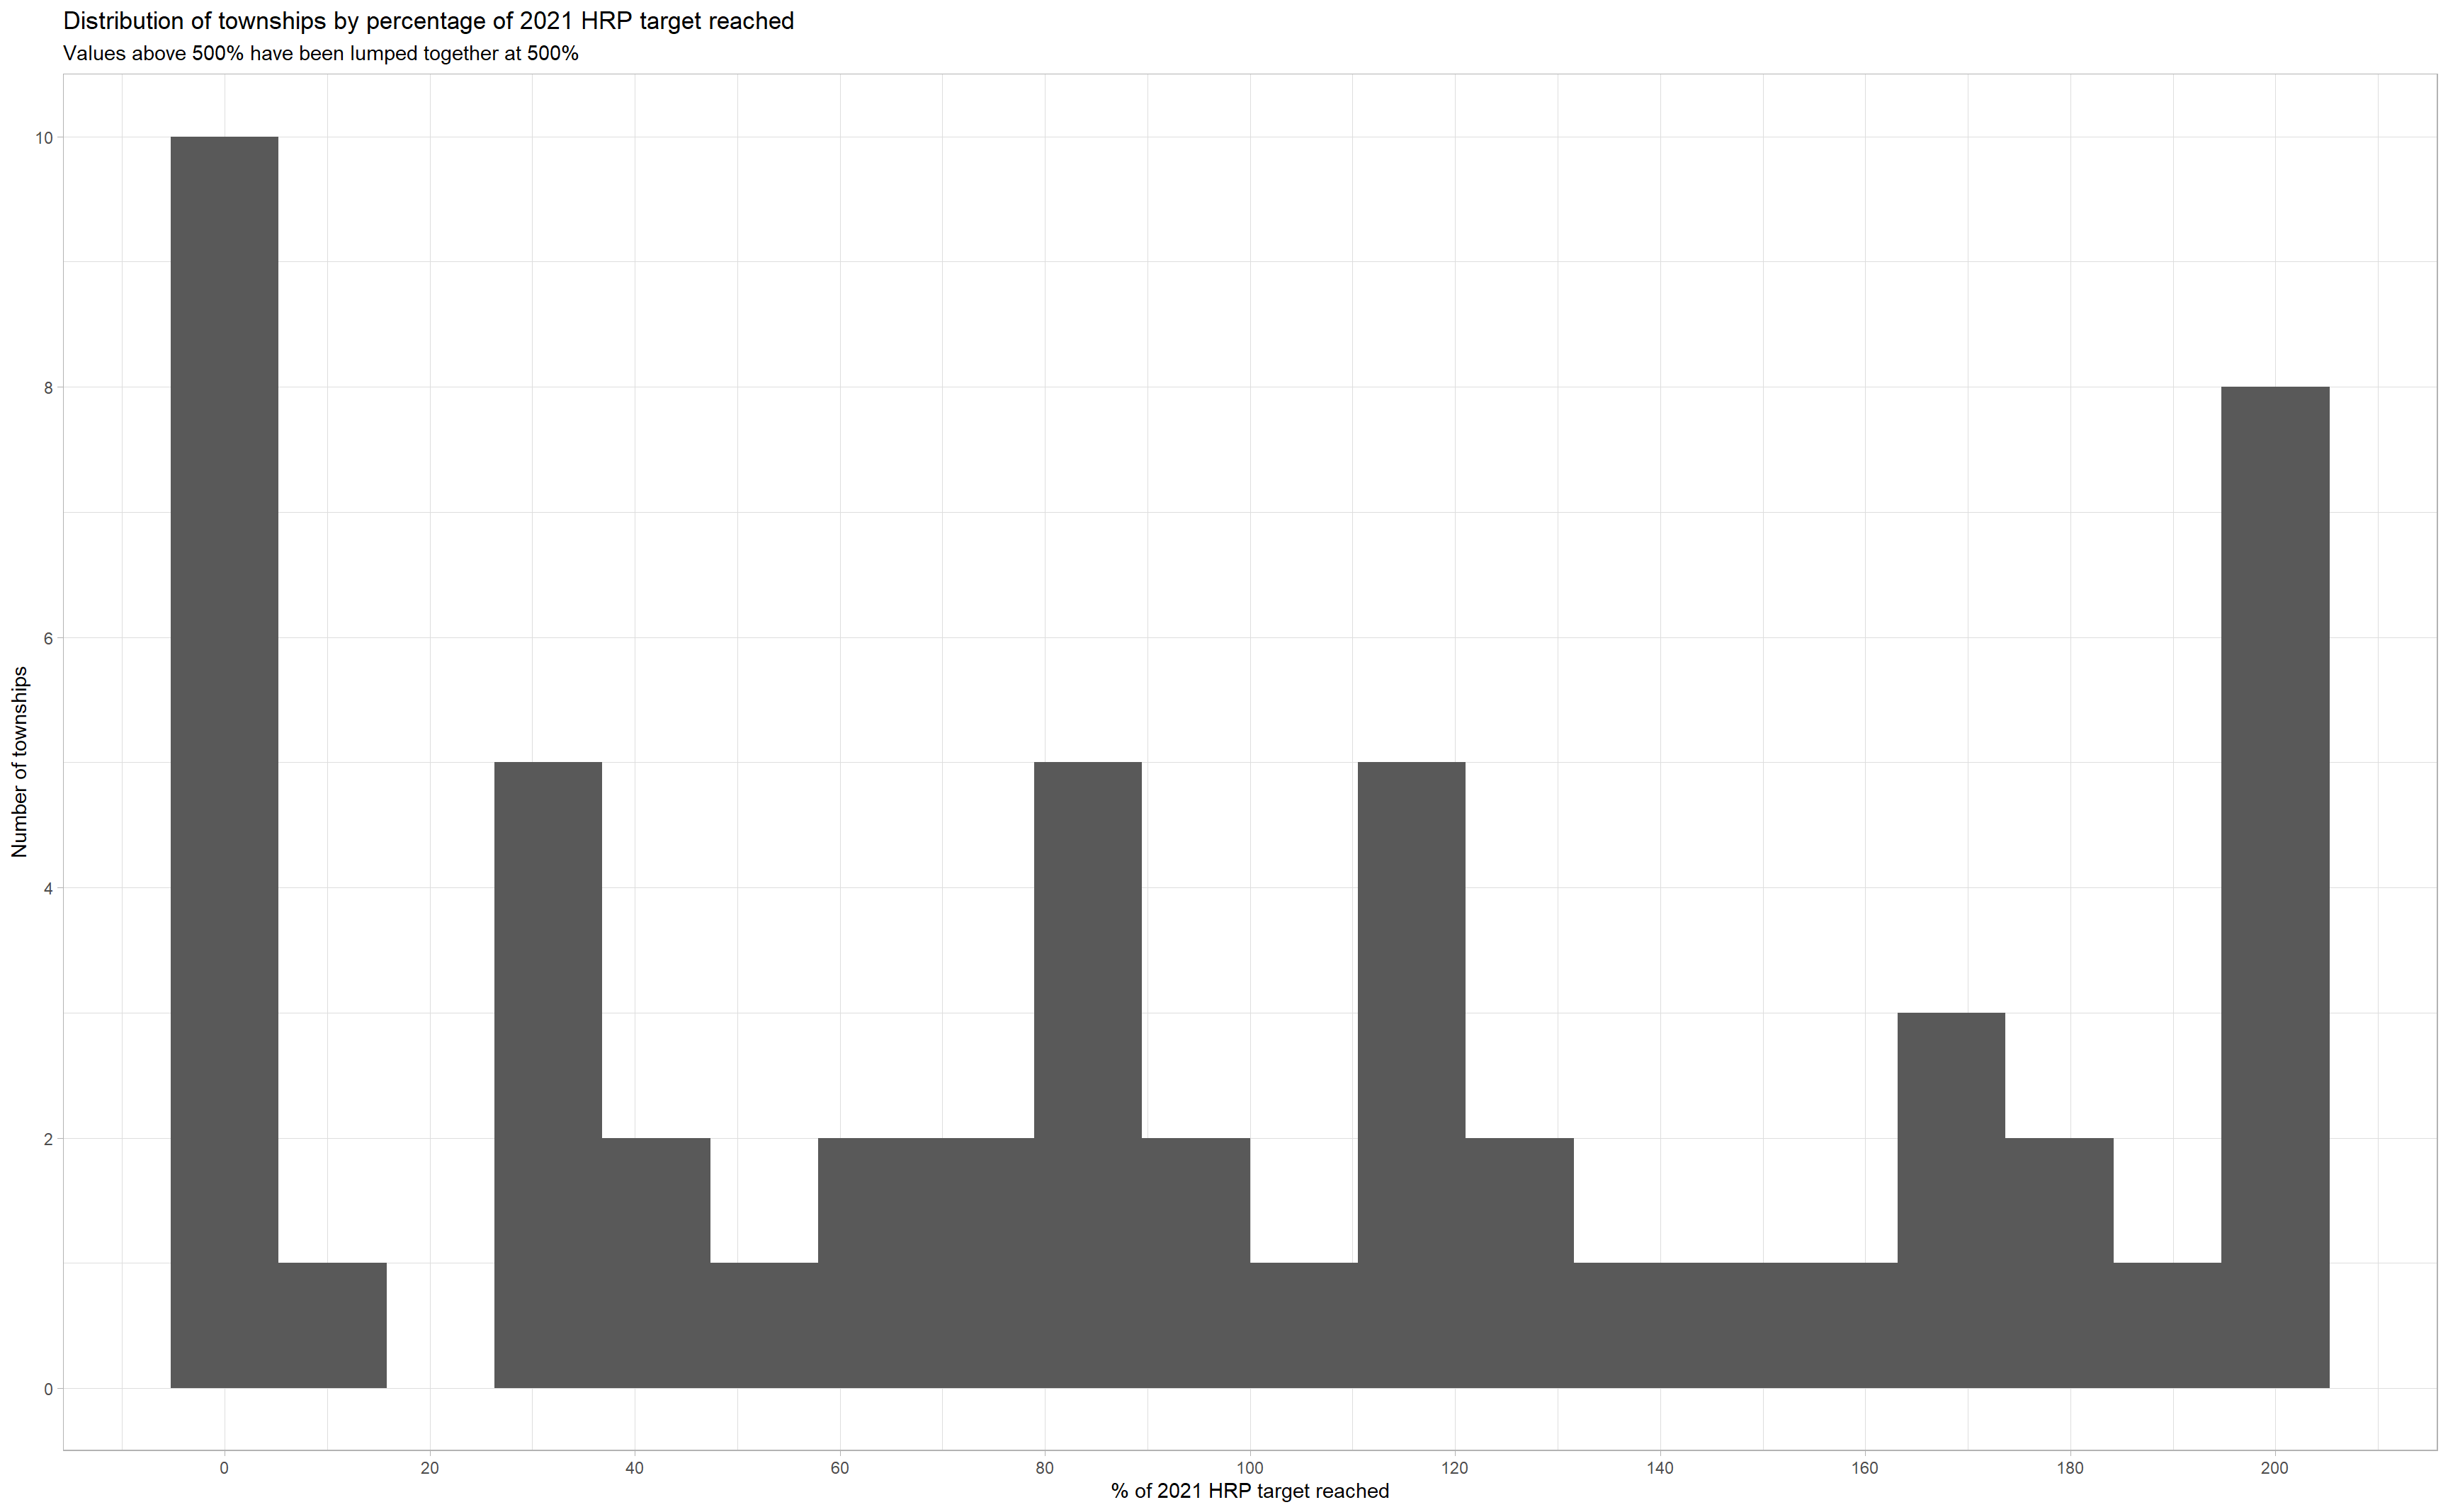 Distribution of townships by percentage of 2021 HRP target reached
Values above 500% have been lumped together at 500%
Number of townships
10
8
6
4
2
0
0 20 40 60 80 100 120 140 160 180 200
% of 2021 HRP target reached